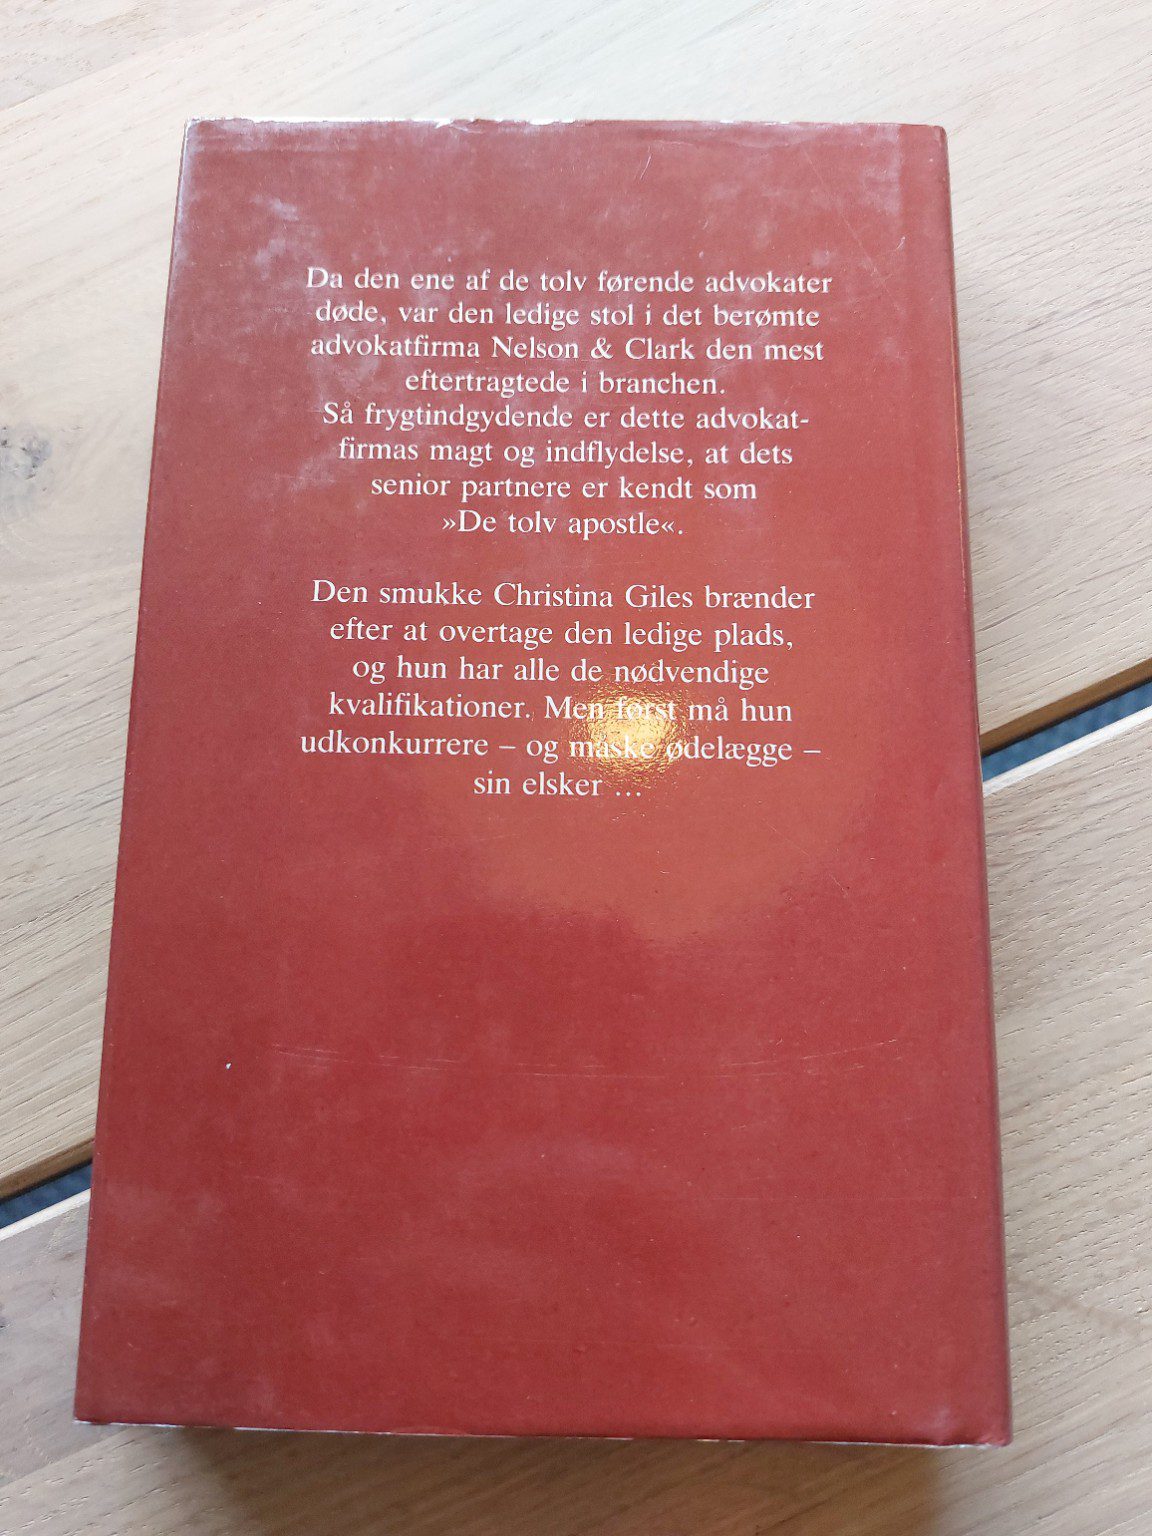 Da den ene af de tolv førende advokater
døde, var den ledige stol i det berømte
advokatfirma Nelson & Clark den mest
eftertragtede i branchen.
Så frygtindgydende er dette advokat-
firmas magt og indflydelse, at dets
senior partnere er kendt som
»De tolv apostle«.
Den smukke Christina Giles brænder
efter at overtage den ledige plads,
og hun har alle de nødvendige
kvalifikationer. Men først må hun
udkonkurrere – og måske ødelægge –
sin elsker ...